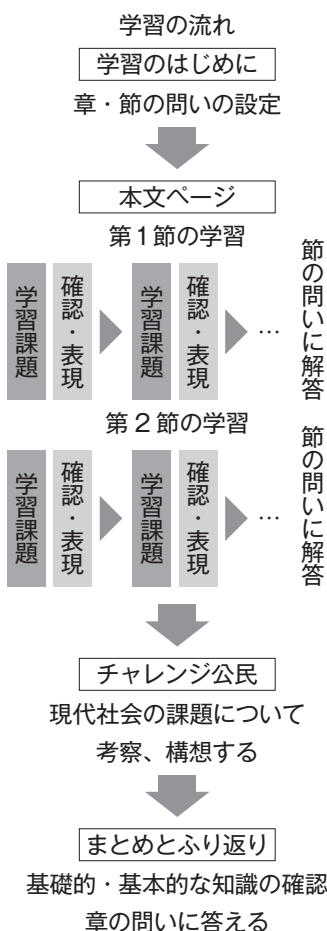 学習の流れ
学習のはじめに
章・節の問いの設定
本文ページ
第1節の学習
学習課題
確認・表現
学習課題
確認・表現
…
節の問いに解答
第2節の学習
学習課題
確認・表現
学習課題
確認・表現
…
節の問いに解答
チャレンジ公民
現代社会の課題について
考察、構想する
まとめとふり返り
基礎的・基本的な知識の確認
章の問いに答える